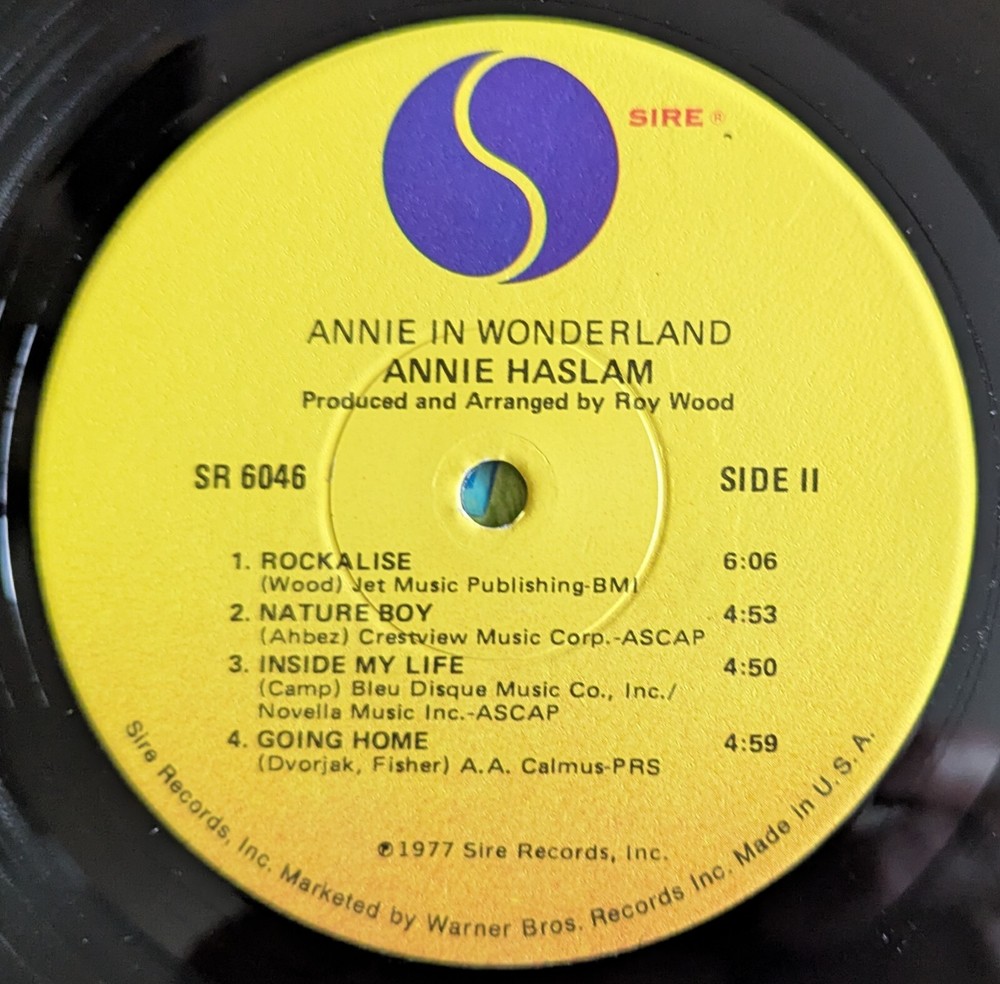 SIRE ®
ANNIE IN WONDERLAND
ANNIE HASLAM
Produced and Arranged by Roy Wood
SR 6046 SIDE II
1. ROCKALISE 6:06
(Wood) Jet Music Publishing-BMI
2. NATURE BOY 4:53
(Ahbez) Crestview Music Corp.-ASCAP
3. INSIDE MY LIFE 4:50
(Camp) Bleu Disque Music Co., Inc./
Novella Music Inc.-ASCAP
4. GOING HOME 4:59
(Dvorjak, Fisher) A.A. Calmus-PRS
℗1977 Sire Records, Inc.
Sire Records, Inc. Marketed by Warner Bros. Records Inc. Made in U. S. A.